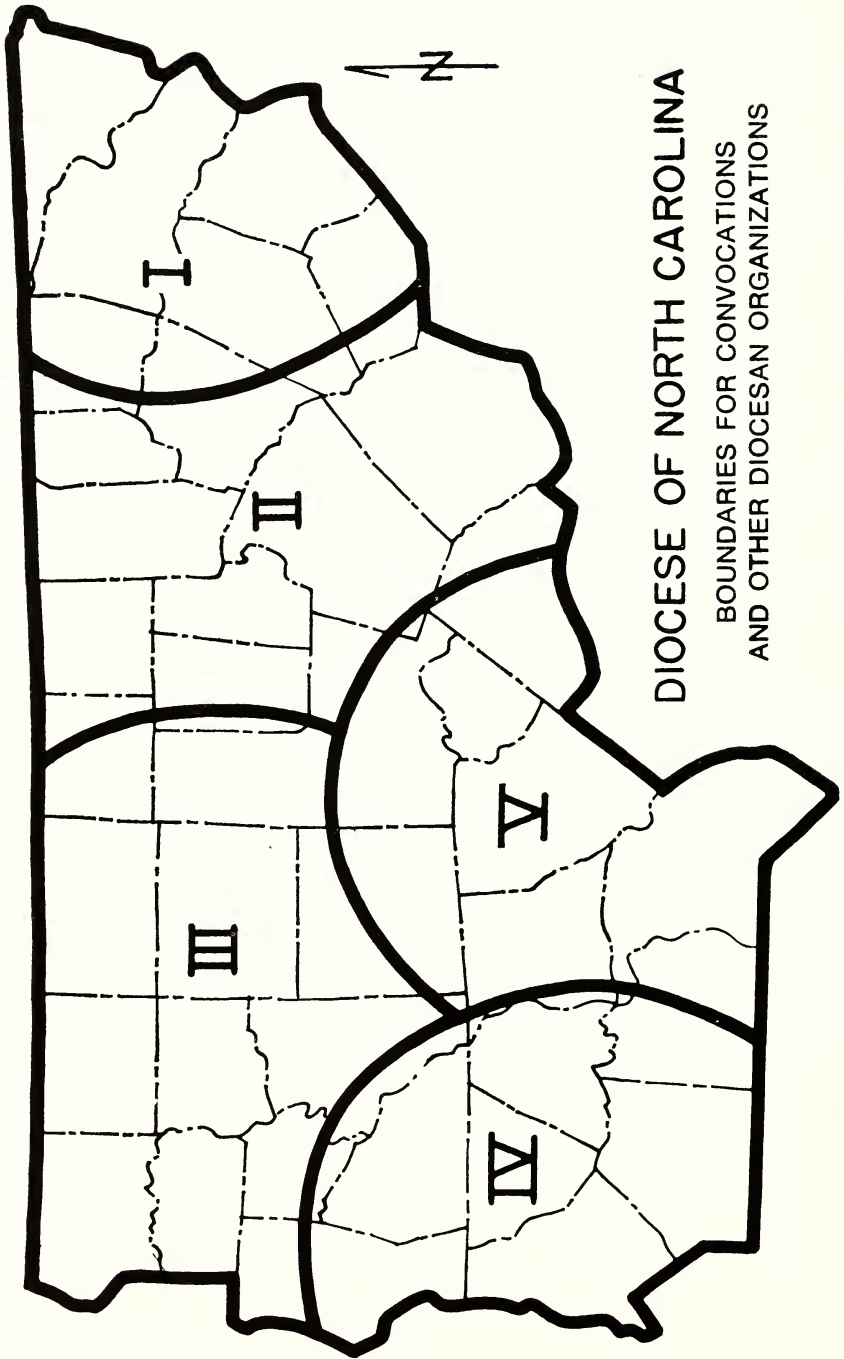 N
I
II
III
IV
V
DIOCESE OF NORTH CAROLINA
BOUNDARIES FOR CONVOCATIONS
AND OTHER DIOCESAN ORGANIZATIONS